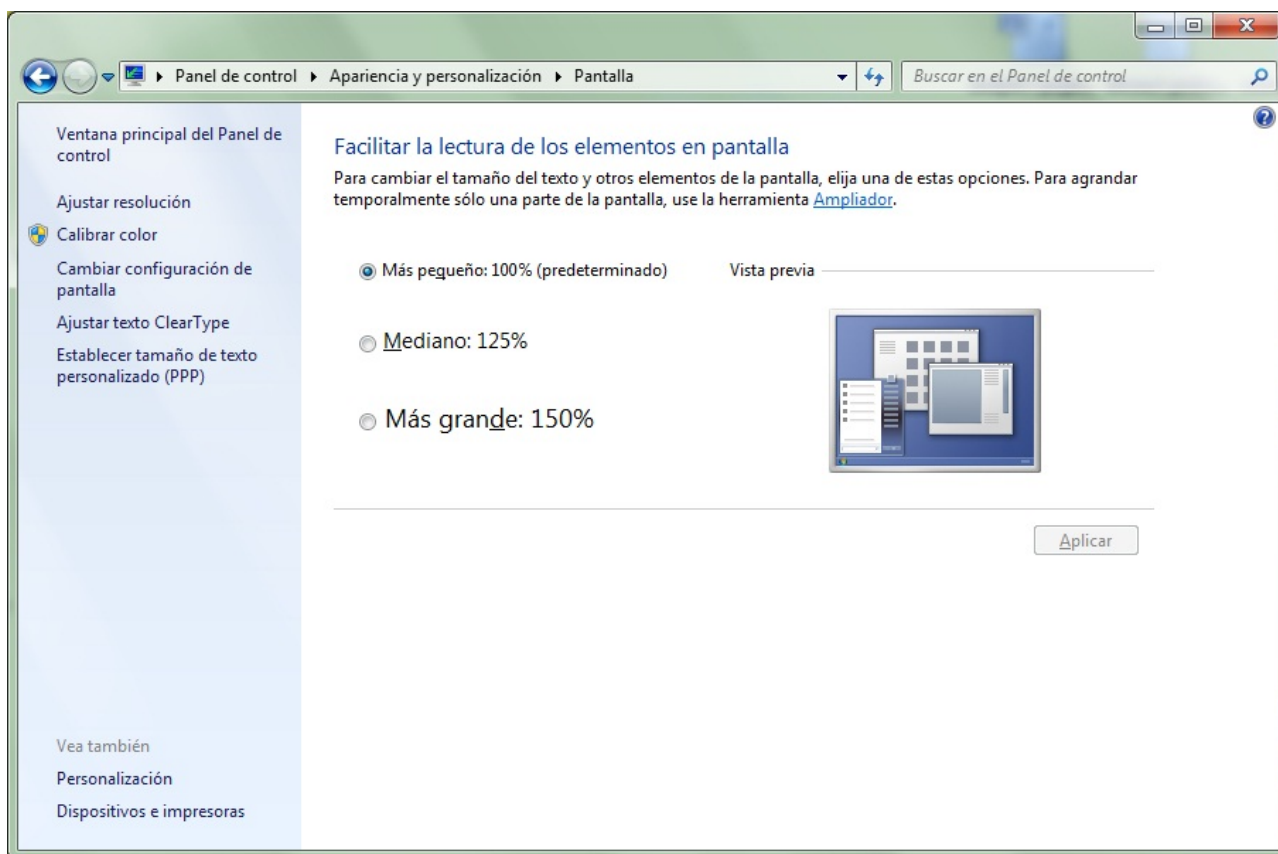 Panel de control ▸ Apariencia y personalización ▸ Pantalla
Buscar en el Panel de control
Ventana principal del Panel de
control
Ajustar resolución
Calibrar color
Cambiar configuración de
pantalla
Ajustar texto ClearType
Establecer tamaño de texto
personalizado (PPP)
Vea también
Personalización
Dispositivos e impresoras
Facilitar la lectura de los elementos en pantalla
Para cambiar el tamaño del texto y otros elementos de la pantalla, elija una de estas opciones. Para agrandar
temporalmente sólo una parte de la pantalla, use la herramienta Ampliador.
Más pequeño: 100% (predeterminado)
Vista previa
Mediano: 125%
Más grande: 150%
Aplicar